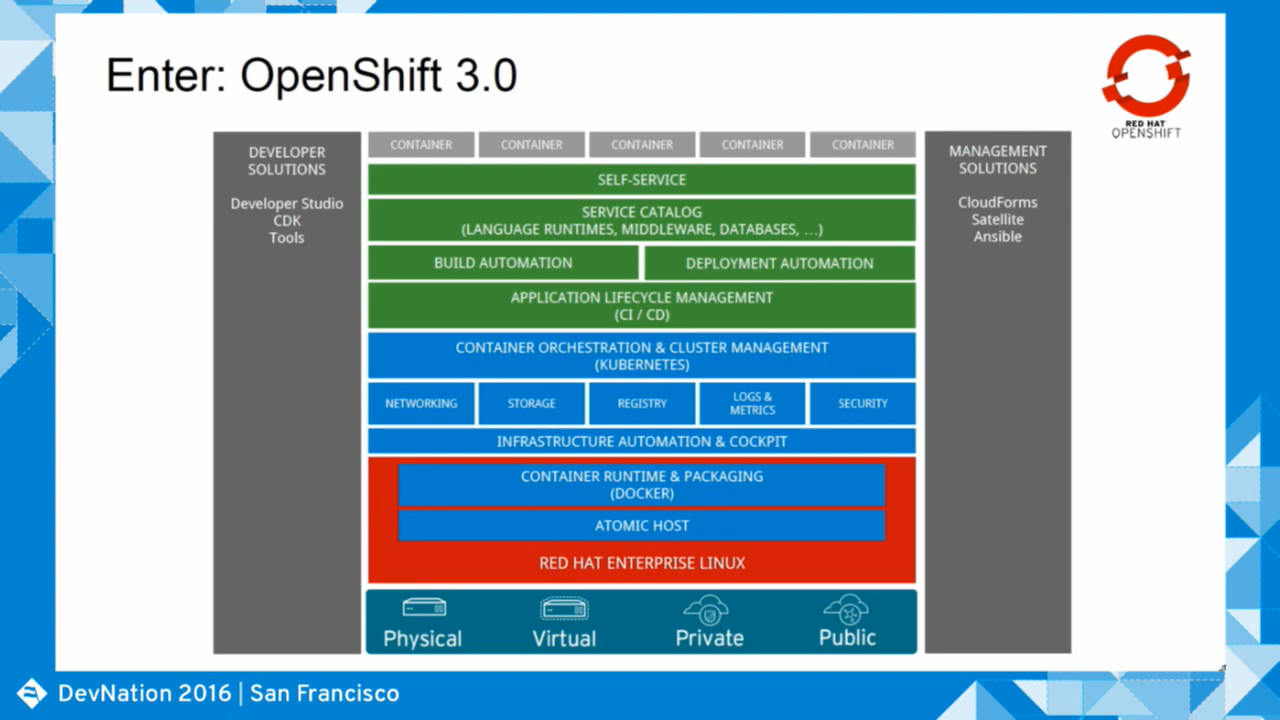 Enter: OpenShift 3.0
RED HAT
OPENSHIFT
DEVELOPER
SOLUTIONS
Developer Studio
CDK
Tools
CONTAINER
CONTAINER
CONTAINER
CONTAINER
CONTAINER
SELF-SERVICE
SERVICE CATALOG
(LANGUAGE RUNTIMES, MIDDLEWARE, DATABASES, ...)
BUILD AUTOMATION
DEPLOYMENT AUTOMATION
APPLICATION LIFECYCLE MANAGEMENT
(CI / CD)
CONTAINER ORCHESTRATION & CLUSTER MANAGEMENT
(KUBERNETES)
NETWORKING
STORAGE
REGISTRY
LOGS &
METRICS
SECURITY
INFRASTRUCTURE AUTOMATION & COCKPIT
CONTAINER RUNTIME & PACKAGING
(DOCKER)
ATOMIC HOST
RED HAT ENTERPRISE LINUX
Physical
Virtual
Private
Public
MANAGEMENT
SOLUTIONS
CloudForms
Satellite
Ansible
DevNation 2016 | San Francisco